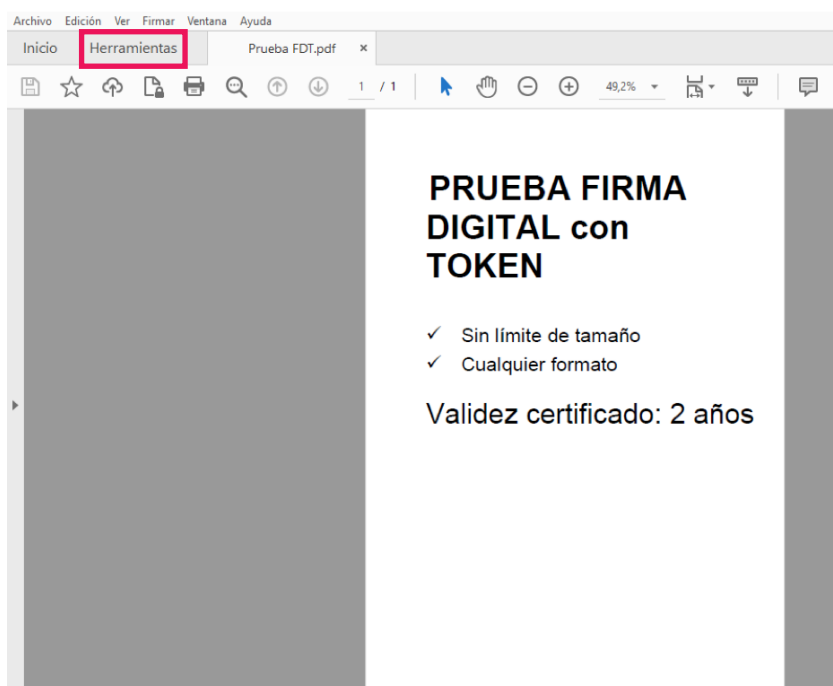 Archivo Edición Ver Firmar Ventana Ayuda
Inicio Herramientas Prueba FDT.pdf ×
1 / 1 49,2%
PRUEBA FIRMA
DIGITAL con
TOKEN
✓ Sin límite de tamaño
✓ Cualquier formato
Validez certificado: 2 años